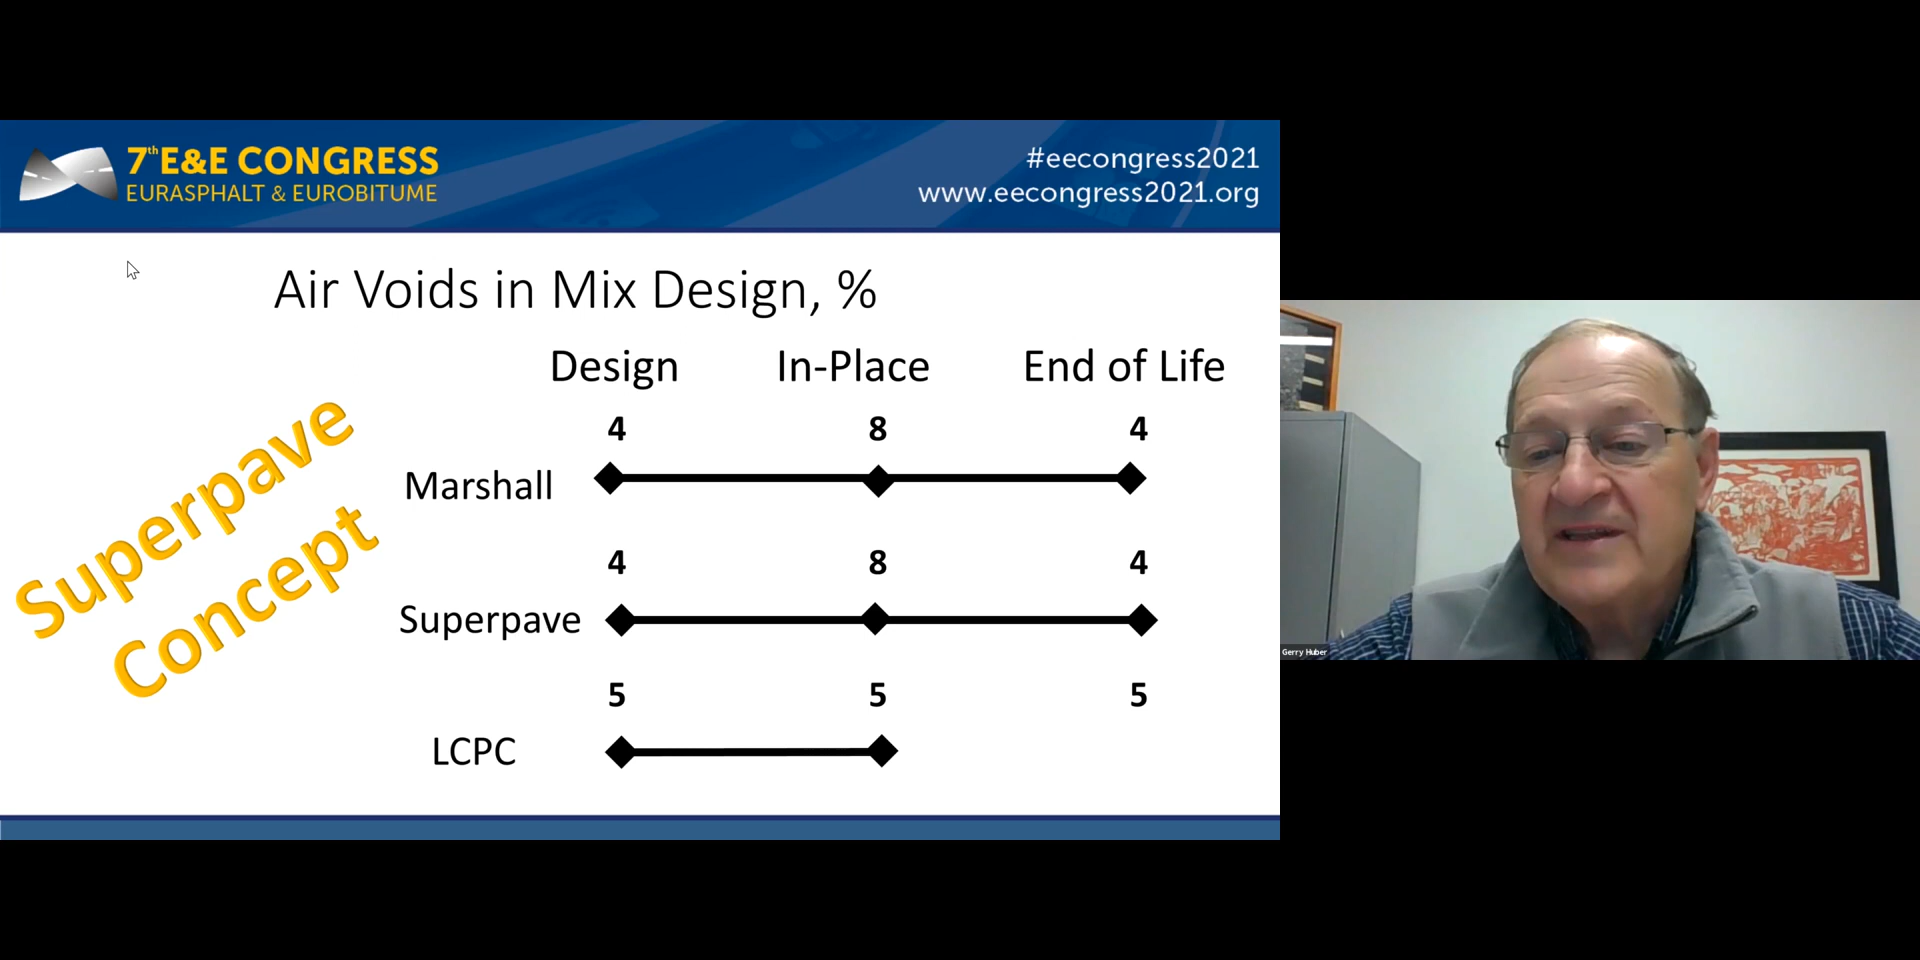 7th E&E CONGRESS
EURASPHALT & EUROBITUME
#eecongress2021
www.eecongress2021.org
Air Voids in Mix Design, %
Superpave
Concept
Design In-Place End of Life
4 8 4
Marshall
4 8 4
Superpave
5 5 5
LCPC
Gerry Huber